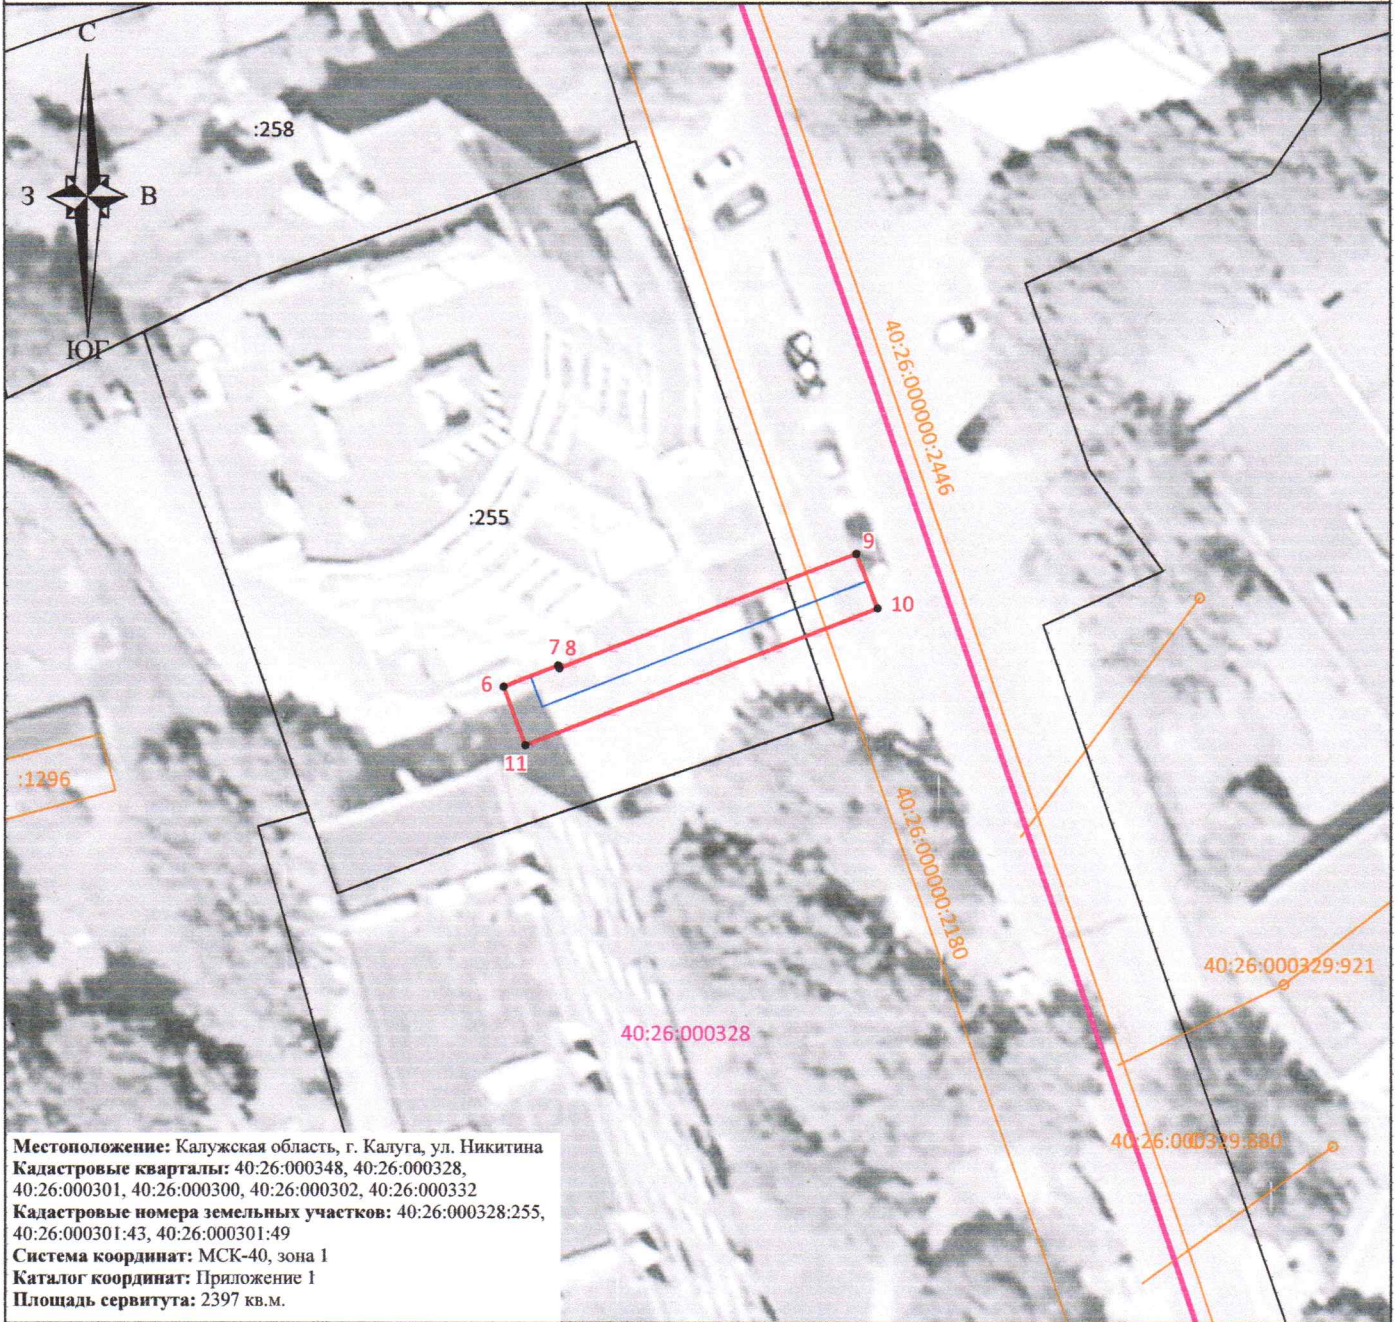 С
:258
З
В
ЮГ
40:26:000000:2446
:255
9
10
7 8
6
11
:1296
40:26:000000:2180
40:26:000329:921
40:26:000328
40:26:000329:880
Местоположение: Калужская область, г. Калуга, ул. Никитина
Кадастровые кварталы: 40:26:000348, 40:26:000328,
40:26:000301, 40:26:000300, 40:26:000302, 40:26:000332
Кадастровые номера земельных участков: 40:26:000328:255,
40:26:000301:43, 40:26:000301:49
Система координат: МСК-40, зона 1
Каталог координат: Приложение 1
Площадь сервитута: 2397 кв.м.